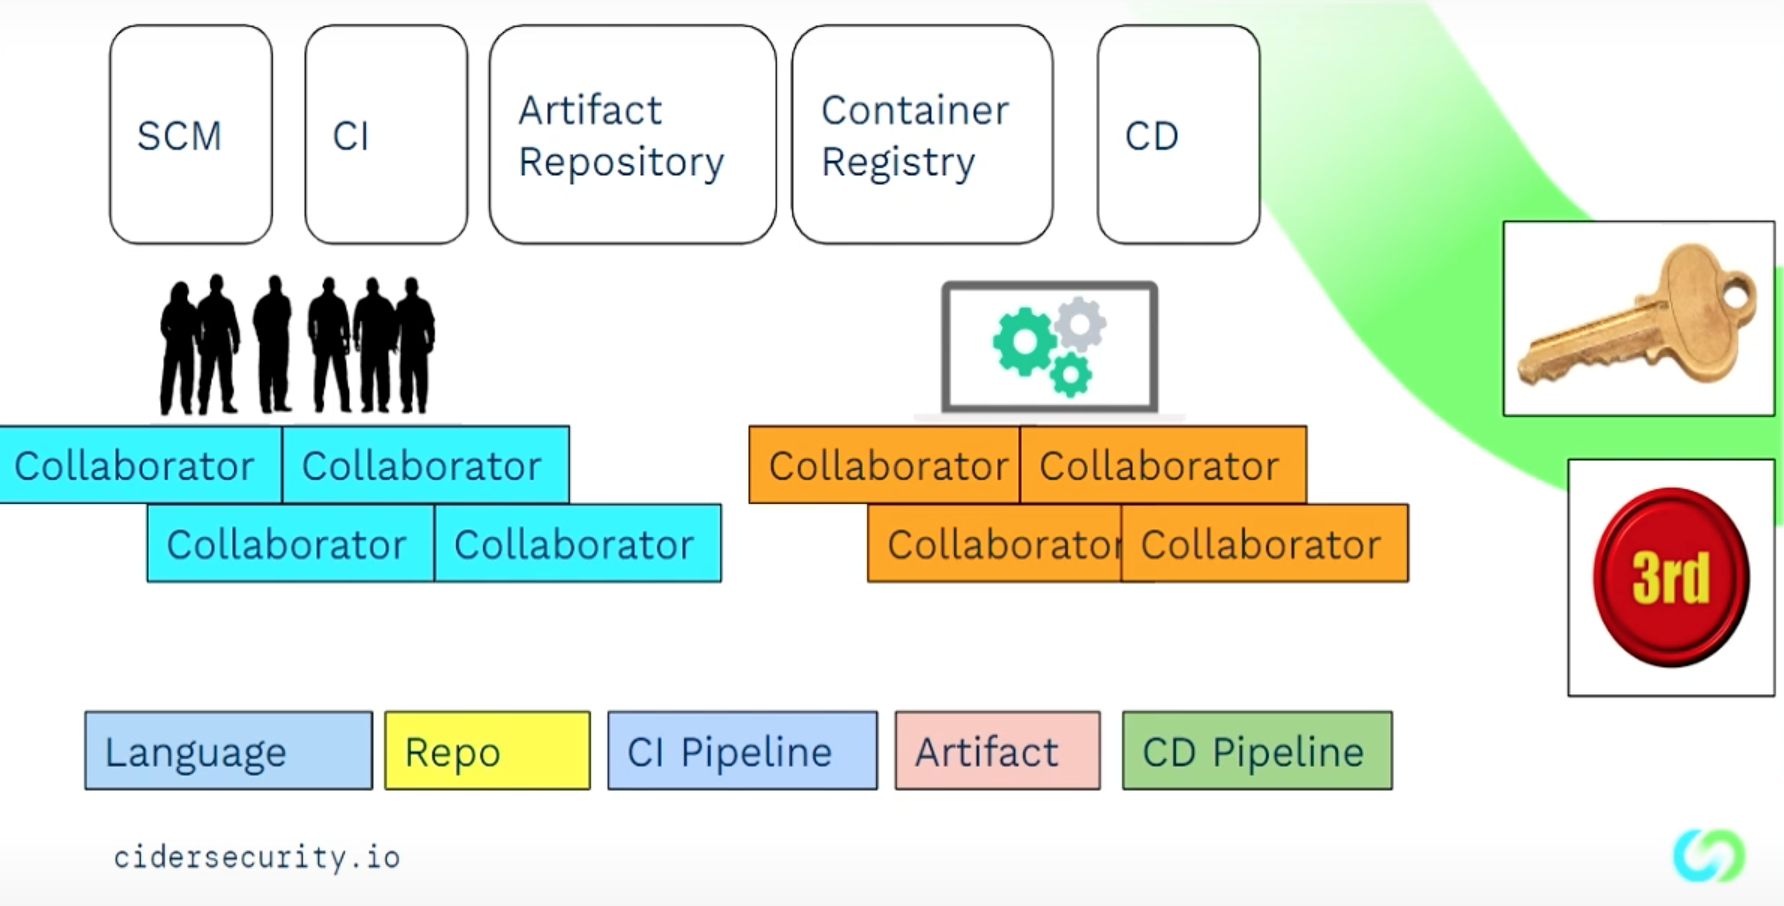 SCM
CI
Artifact
Repository
Container
Registry
CD
Collaborator
Collaborator
Collaborator
Collaborator
Collaborator
Collaborator
Collaborator
Collaborator
3rd
Language
Repo
CI Pipeline
Artifact
CD Pipeline
cidersecurity.io